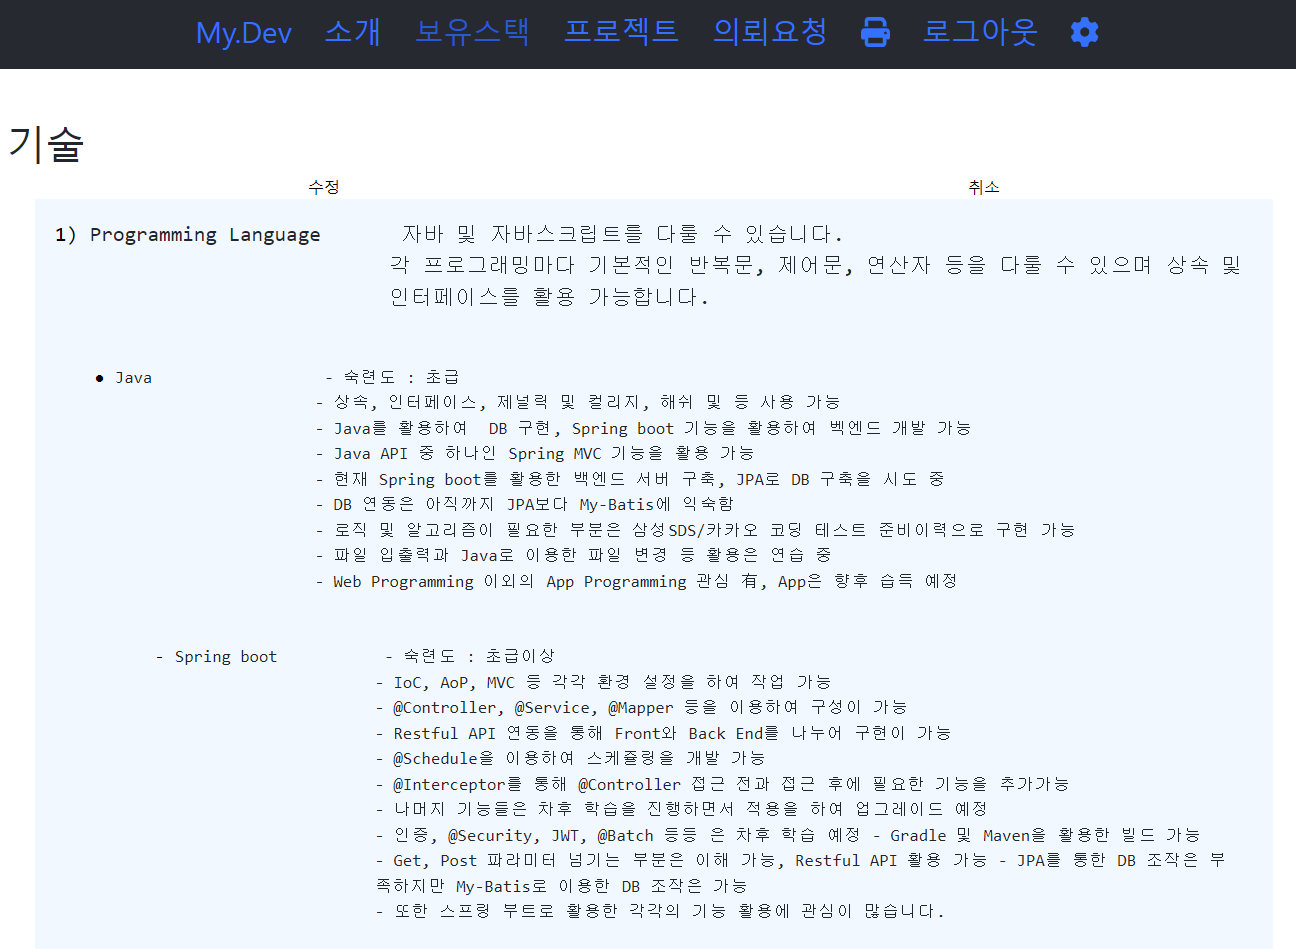 My.Dev 소개 보유스택 프로젝트 의뢰요청 로그아웃
기술
수정 취소
1) Programming Language 자바 및 자바스크립트를 다룰 수 있습니다.
각 프로그래밍마다 기본적인 반복문, 제어문, 연산자 등을 다룰 수 있으며 상속 및
인터페이스를 활용 가능합니다.
● Java - 숙련도 : 초급
- 상속, 인터페이스, 제널릭 및 컬리지, 해쉬 및 등 사용 가능
- Java를 활용하여 DB 구현, Spring boot 기능을 활용하여 벡엔드 개발 가능
- Java API 중 하나인 Spring MVC 기능을 활용 가능
- 현재 Spring boot를 활용한 백엔드 서버 구축, JPA로 DB 구축을 시도 중
- DB 연동은 아직까지 JPA보다 My-Batis에 익숙함
- 로직 및 알고리즘이 필요한 부분은 삼성SDS/카카오 코딩 테스트 준비이력으로 구현 가능
- 파일 입출력과 Java로 이용한 파일 변경 등 활용은 연습 중
- Web Programming 이외의 App Programming 관심 有, App은 향후 습득 예정
- Spring boot - 숙련도 : 초급이상
- IoC, AoP, MVC 등 각각 환경 설정을 하여 작업 가능
- @Controller, @Service, @Mapper 등을 이용하여 구성이 가능
- Restful API 연동을 통해 Front와 Back End를 나누어 구현이 가능
- @Schedule을 이용하여 스케쥴링을 개발 가능
- @Interceptor를 통해 @Controller 접근 전과 접근 후에 필요한 기능을 추가가능
- 나머지 기능들은 차후 학습을 진행하면서 적용을 하여 업그레이드 예정
- 인증, @Security, JWT, @Batch 등등 은 차후 학습 예정 - Gradle 및 Maven을 활용한 빌드 가능
- Get, Post 파라미터 넘기는 부분은 이해 가능, Restful API 활용 가능 - JPA를 통한 DB 조작은 부
족하지만 My-Batis로 이용한 DB 조작은 가능
- 또한 스프링 부트로 활용한 각각의 기능 활용에 관심이 많습니다.